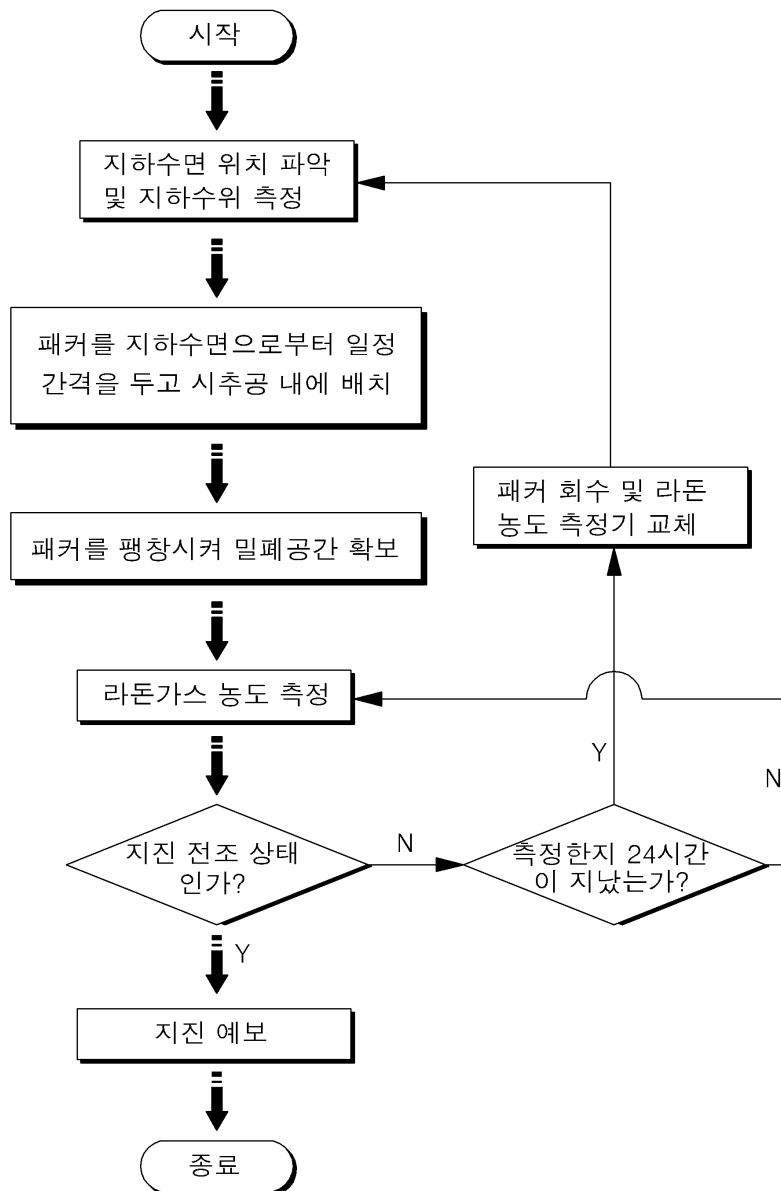 시작
지하수면 위치 파악
및 지하수위 측정
패커를 지하수면으로부터 일정
간격을 두고 시추공 내에 배치
패커를 팽창시켜 밀폐공간 확보
패커 회수 및 라돈
농도 측정기 교체
라돈가스 농도 측정
Y
N
지진 전조 상태
인가?
N
측정한지 24시간
이 지났는가?
Y
지진 예보
종료